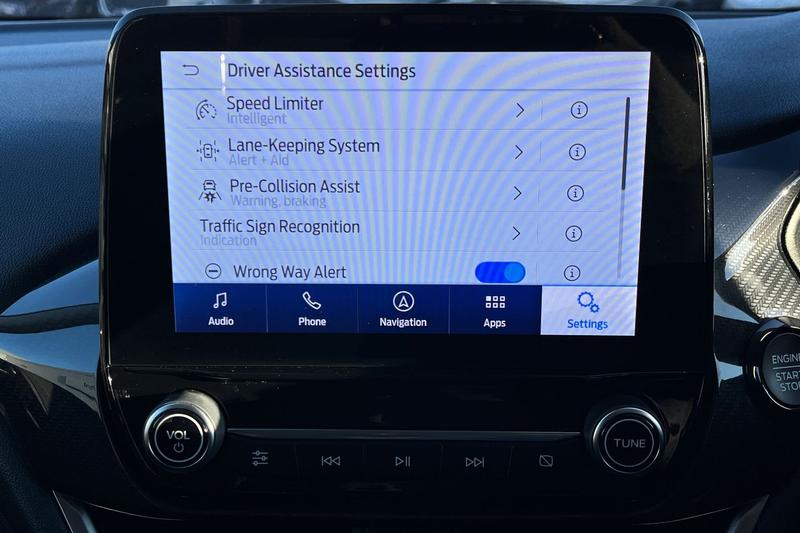 Driver Assistance Settings
Speed Limiter
Intelligent
Lane-Keeping System
Alert + Aid
Pre-Collision Assist
Warning, braking
Traffic Sign Recognition
Indication
Wrong Way Alert
Audio
Phone
Navigation
Apps
Settings
ENGINE
START
STOP
VOL
TUNE